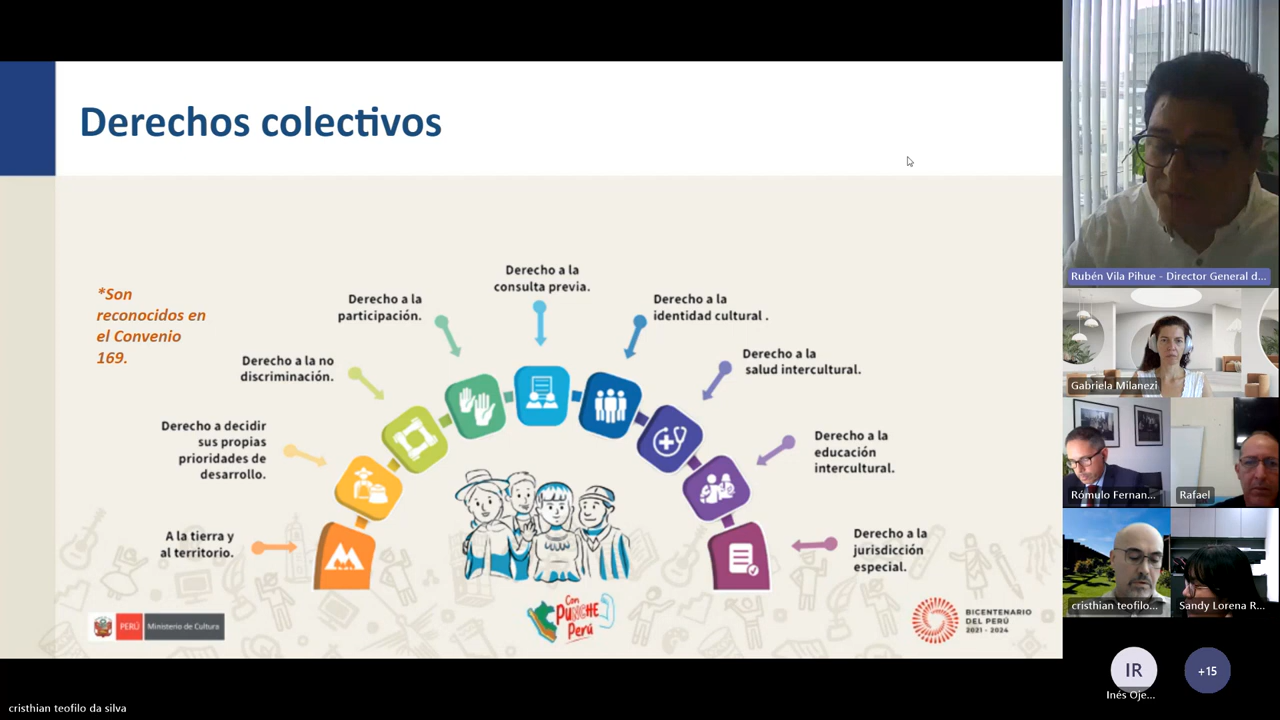 Derechos colectivos
*Son
reconocidos en
el Convenio
169.
A la tierra y
al territorio.
Derecho a decidir
sus propias
prioridades de
desarrollo.
Derecho a la no
discriminación.
Derecho a la
participación.
Derecho a la
consulta previa.
Derecho a la
identidad cultural .
Derecho a la
salud intercultural.
Derecho a la
educación
intercultural.
Derecho a la
jurisdicción
especial.
PERÚ Ministerio de Cultura
Con
PUNCHE
Perú
BICENTENARIO
DEL PERÚ
2021 - 2024
Rubén Vila Pihue - Director General d...
Gabriela Milanezi
Rómulo Fernan...
Rafael
cristhian teofilo...
Sandy Lorena R...
IR
Inés Oje...
+15
cristhian teofilo da silva